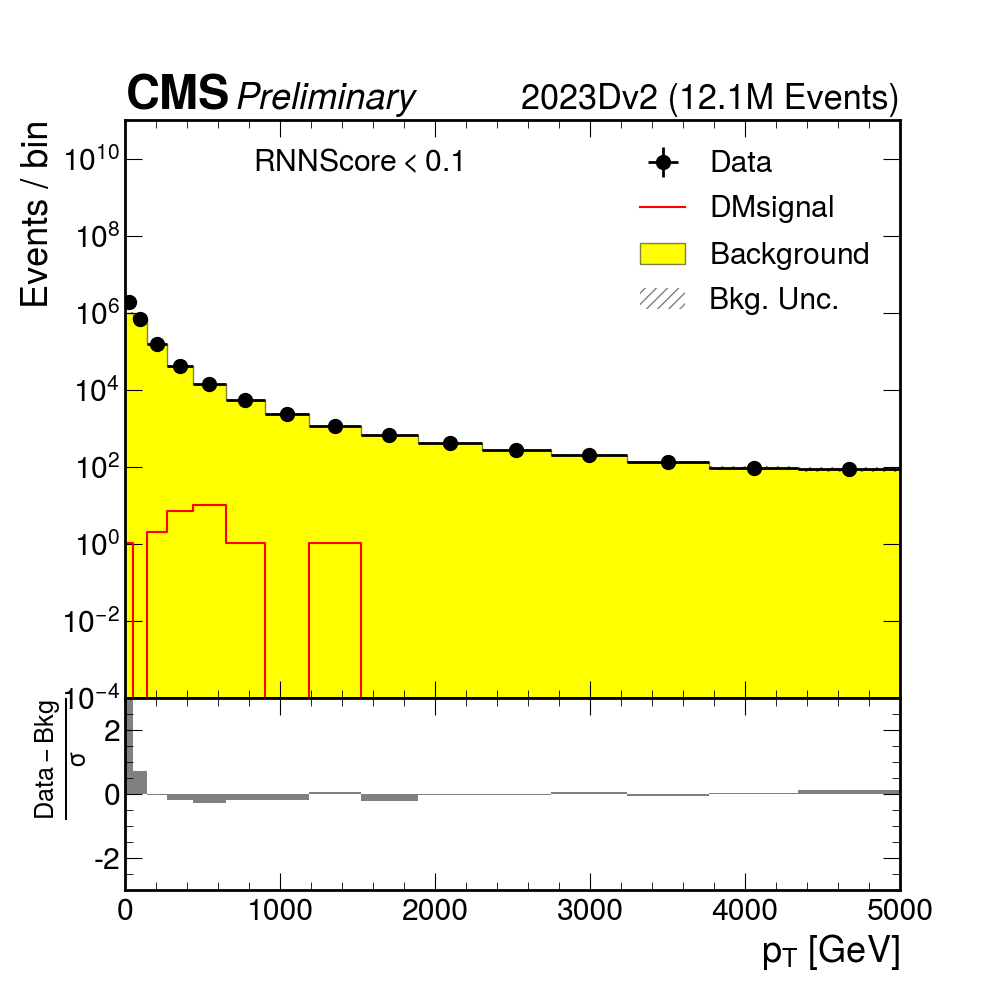 CMS Preliminary 2023Dv2 (12.1M Events)
Events / bin
RNNScore < 0.1
Data
DMsignal
Background
Bkg. Unc.
10^10
10^8
10^6
10^4
10^2
10^0
10^−2
10^−4
Data − Bkg
σ
2
0
-2
0 1000 2000 3000 4000 5000
p_T [GeV]